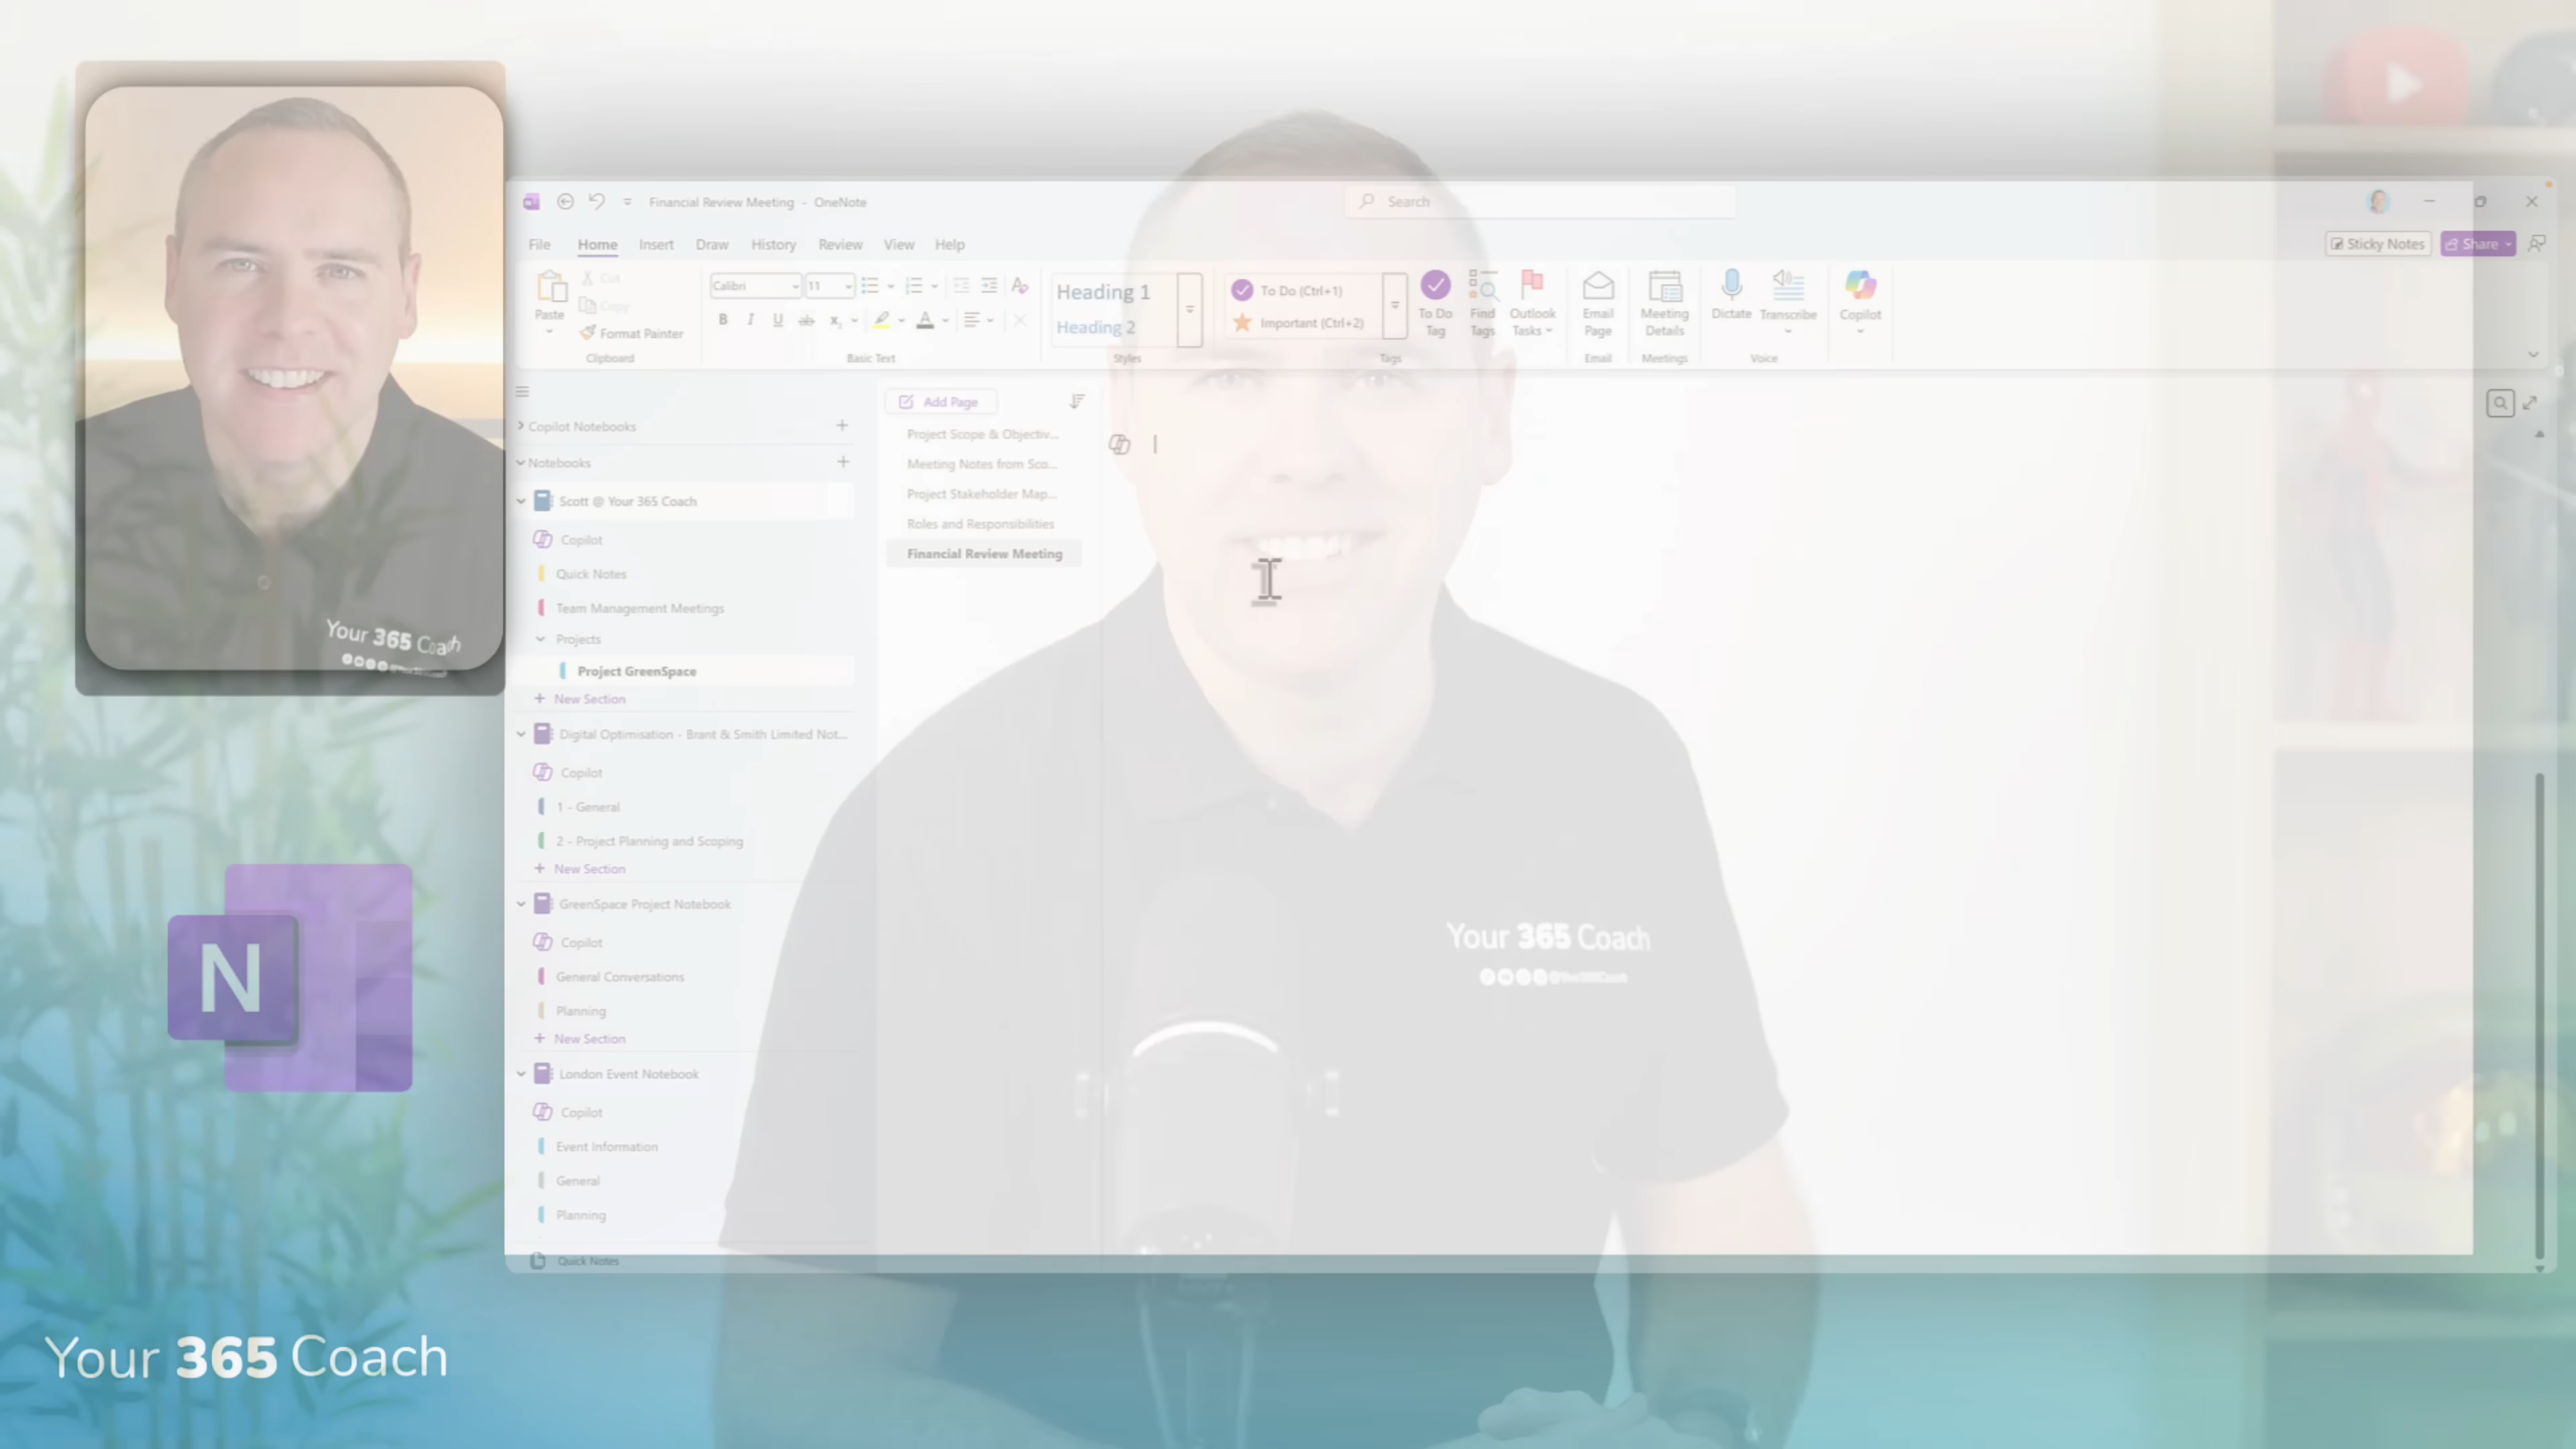 Financial Review Meeting - OneNote
Search
File Home Insert Draw History Review View Help
Sticky Notes
Share
Paste
Cut
Copy
Format Painter
Clipboard
Calibri
11
B I U ab x₂ A
Basic Text
Heading 1
Heading 2
Styles
To Do (Ctrl+1)
Important (Ctrl+2)
To Do Tag
Find Tags
Outlook Tasks
Tags
Email Page
Email
Meeting Details
Meetings
Dictate
Transcribe
Voice
Copilot
Copilot Notebooks
Notebooks
Scott @ Your 365 Coach
Copilot
Quick Notes
Team Management Meetings
Projects
Project GreenSpace
New Section
Digital Optimisation - Brant & Smith Limited Not...
Copilot
1 - General
2 - Project Planning and Scoping
New Section
GreenSpace Project Notebook
Copilot
General Conversations
Planning
New Section
London Event Notebook
Copilot
Event Information
General
Planning
Quick Notes
Add Page
Project Scope & Objectiv...
Meeting Notes from Sco...
Project Stakeholder Map...
Roles and Responsibilities
Financial Review Meeting
Your 365 Coach
Your 365 Coach
@Your365Coach
N
Your 365 Coach